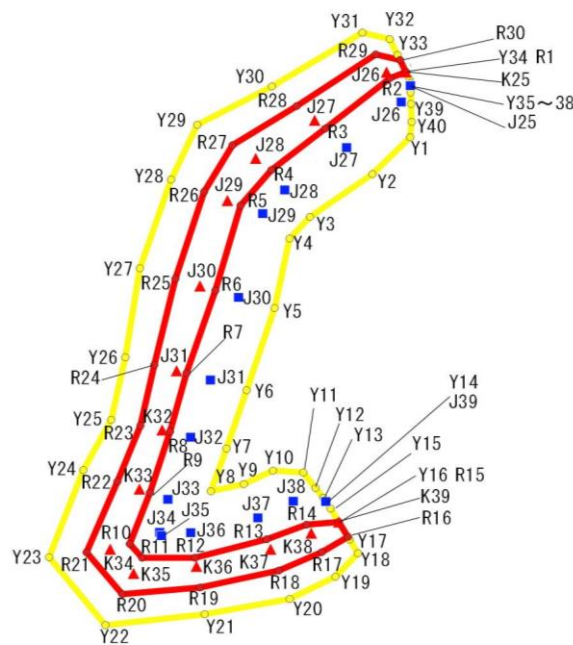 Y31
Y32
Y33
R30
R29
Y34 R1
J26
K25
Y30
R2
R28
Y35～38
J26
Y39
J27
J25
Y40
Y29
R3
Y1
R27
J28
J27
R4
Y2
Y28
J29
J28
R26
R5
J29
Y3
Y4
Y27
J30
R25
R6
J30
Y5
R7
Y26
J31
R24
J31
Y6
Y14
J39
Y11
Y12
Y25
K32
Y13
R23
J32
R8
Y7
Y15
Y10
R9
Y24
Y8
Y9
Y16 R15
R22
K33
J33
J38
K39
J35
J37
R14
R16
J34
J36
R10
R13
Y17
Y23
R21
R11
R12
K38
Y18
K34
K37
R17
K35
K36
Y19
R18
R20
R19
Y20
Y22
Y21